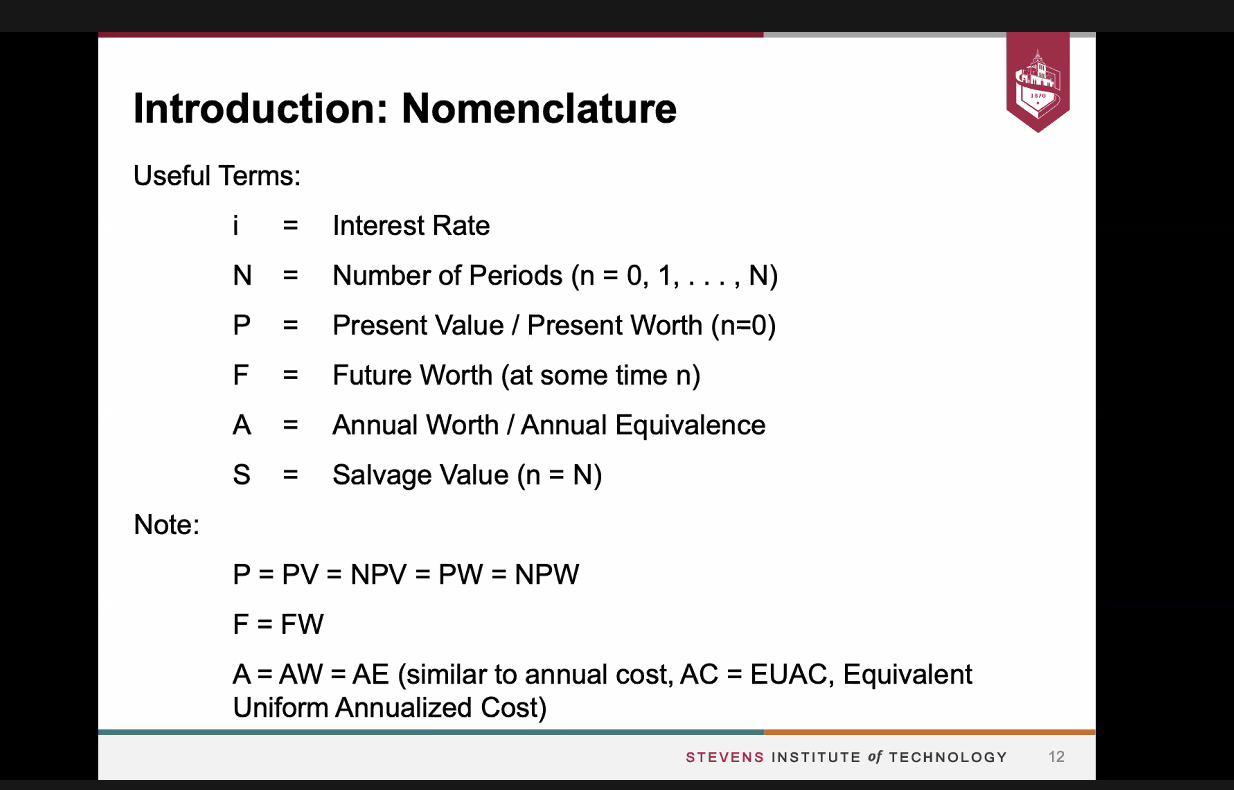 Introduction: Nomenclature
Useful Terms:
i = Interest Rate
N = Number of Periods (n = 0, 1, . . . , N)
P = Present Value / Present Worth (n=0)
F = Future Worth (at some time n)
A = Annual Worth / Annual Equivalence
S = Salvage Value (n = N)
Note:
P = PV = NPV = PW = NPW
F = FW
A = AW = AE (similar to annual cost, AC = EUAC, Equivalent
Uniform Annualized Cost)
STEVENS INSTITUTE of TECHNOLOGY 12
1870